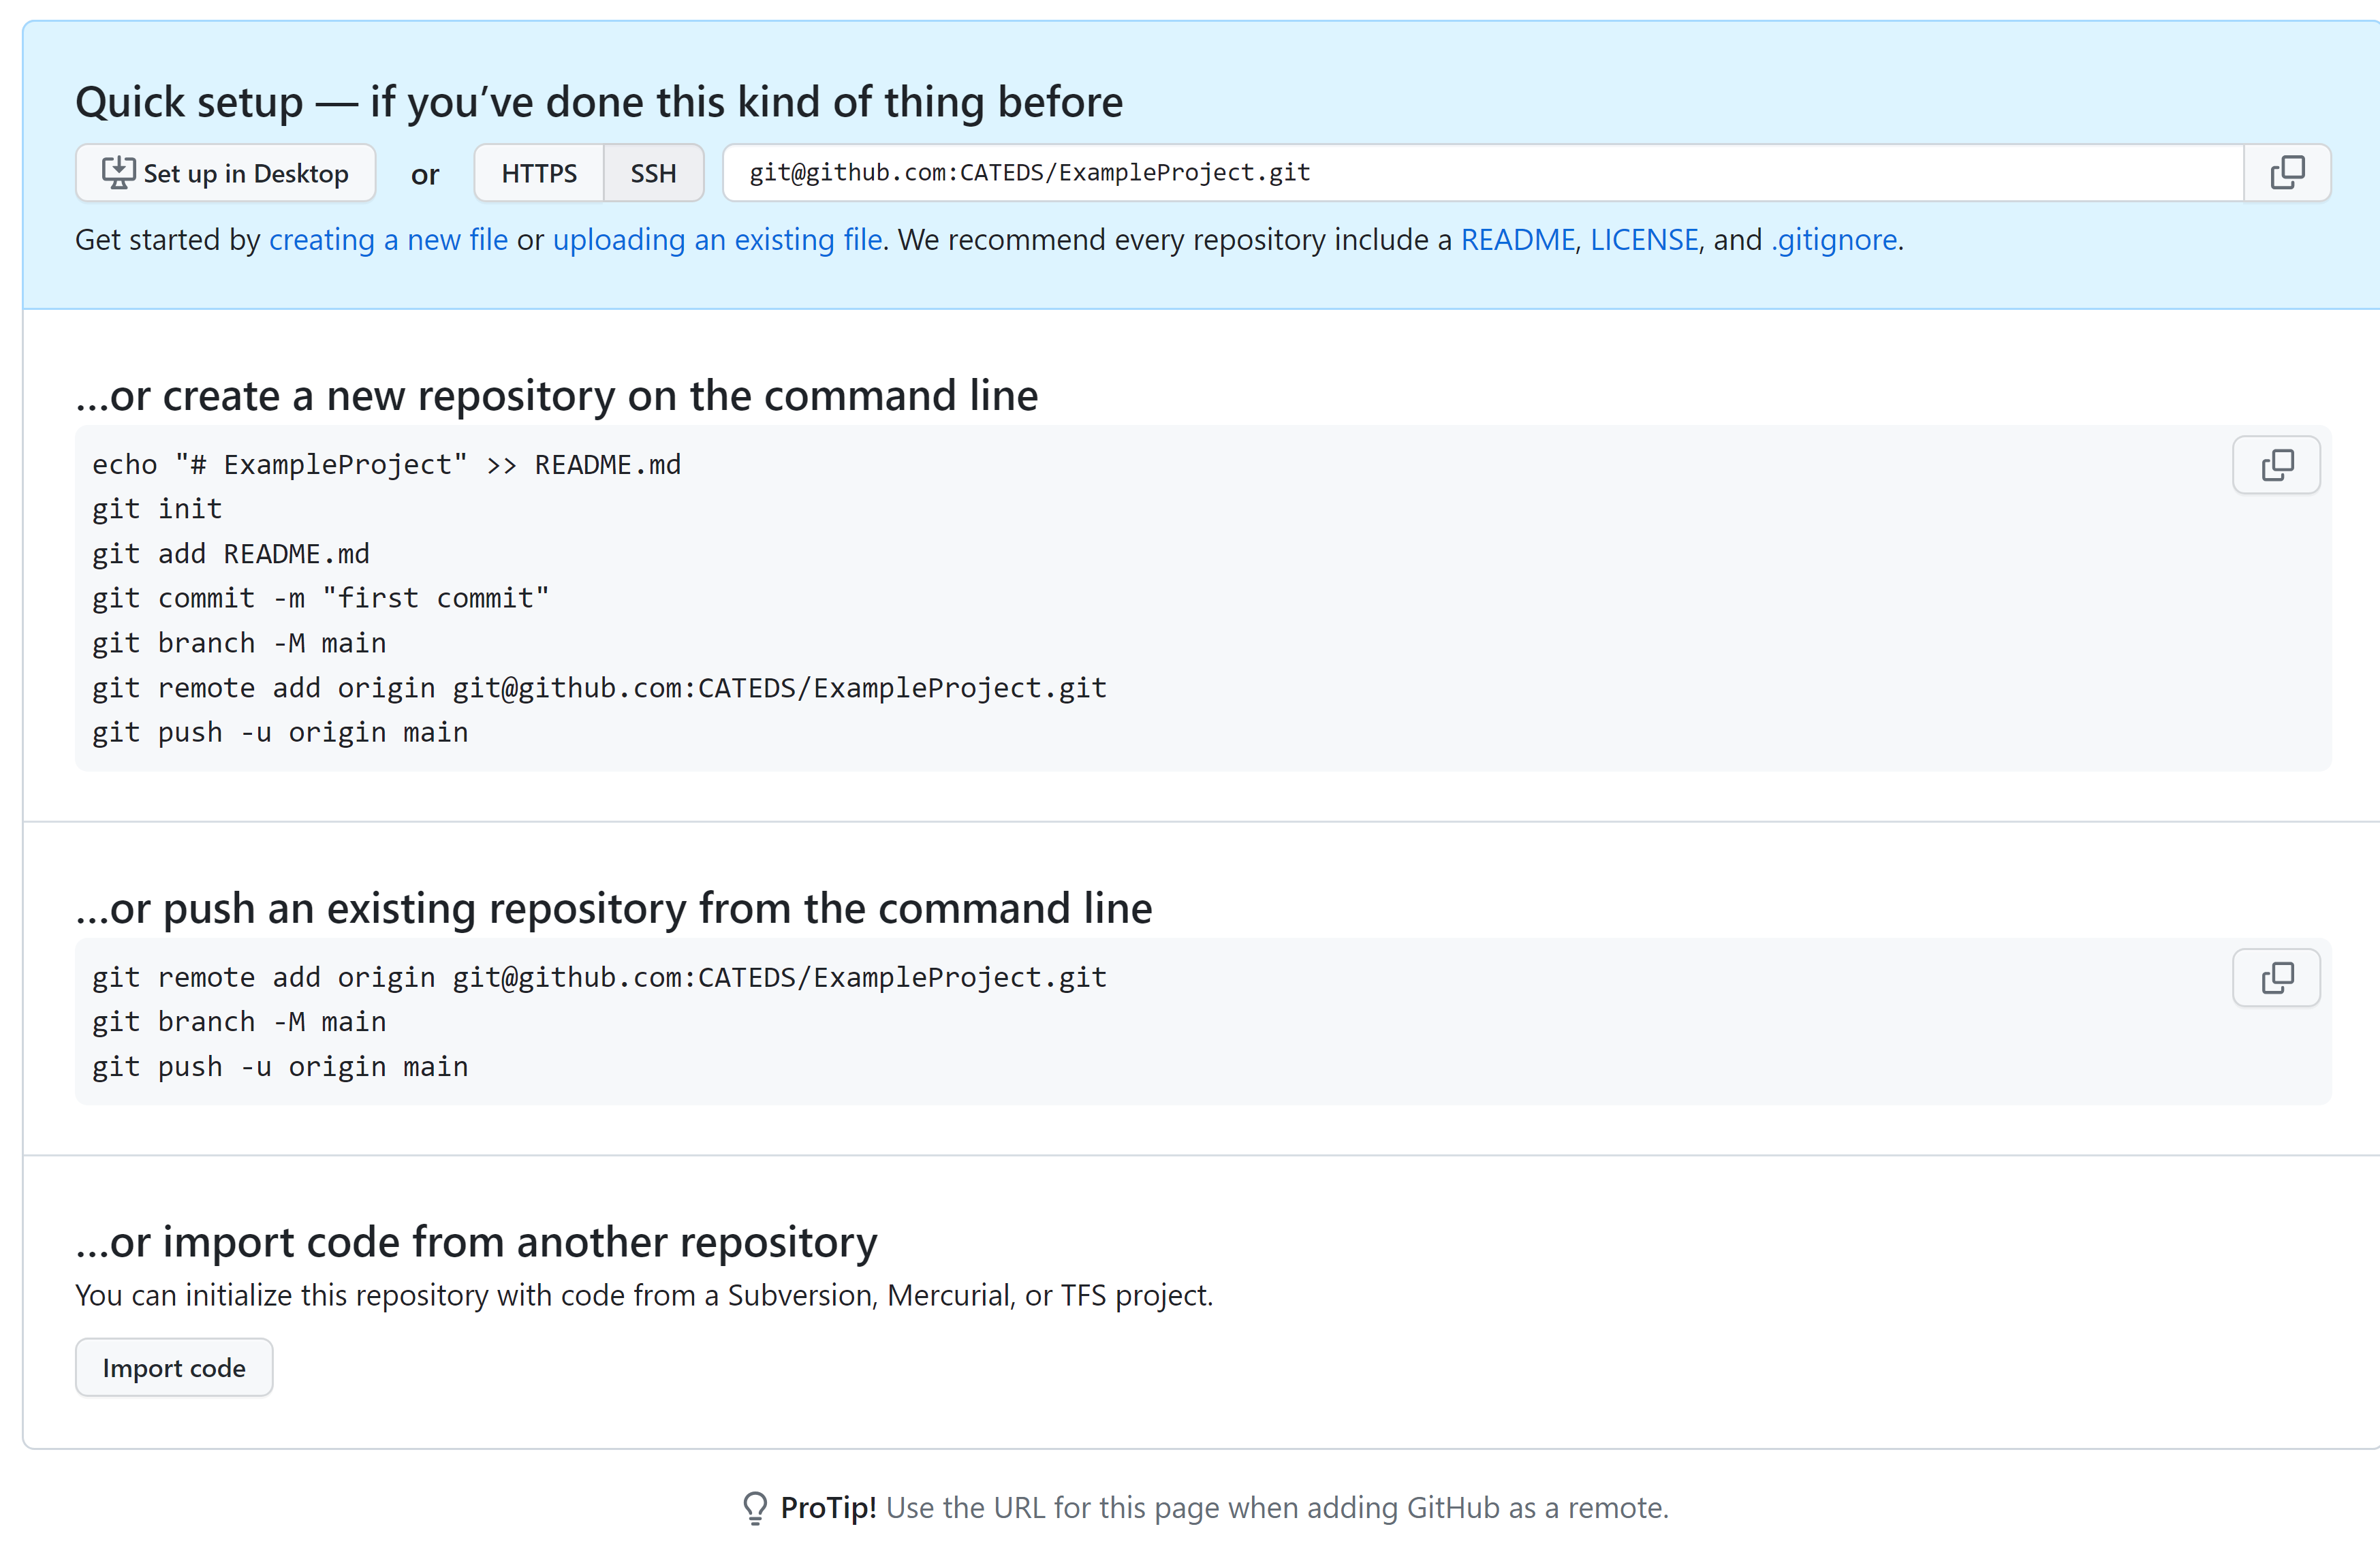 Quick setup — if you’ve done this kind of thing before
Set up in Desktop or HTTPS SSH git@github.com:CATEDS/ExampleProject.git
Get started by creating a new file or uploading an existing file. We recommend every repository include a README, LICENSE, and .gitignore.
…or create a new repository on the command line
echo "# ExampleProject" >> README.md
git init
git add README.md
git commit -m "first commit"
git branch -M main
git remote add origin git@github.com:CATEDS/ExampleProject.git
git push -u origin main
…or push an existing repository from the command line
git remote add origin git@github.com:CATEDS/ExampleProject.git
git branch -M main
git push -u origin main
…or import code from another repository
You can initialize this repository with code from a Subversion, Mercurial, or TFS project.
Import code
ProTip! Use the URL for this page when adding GitHub as a remote.